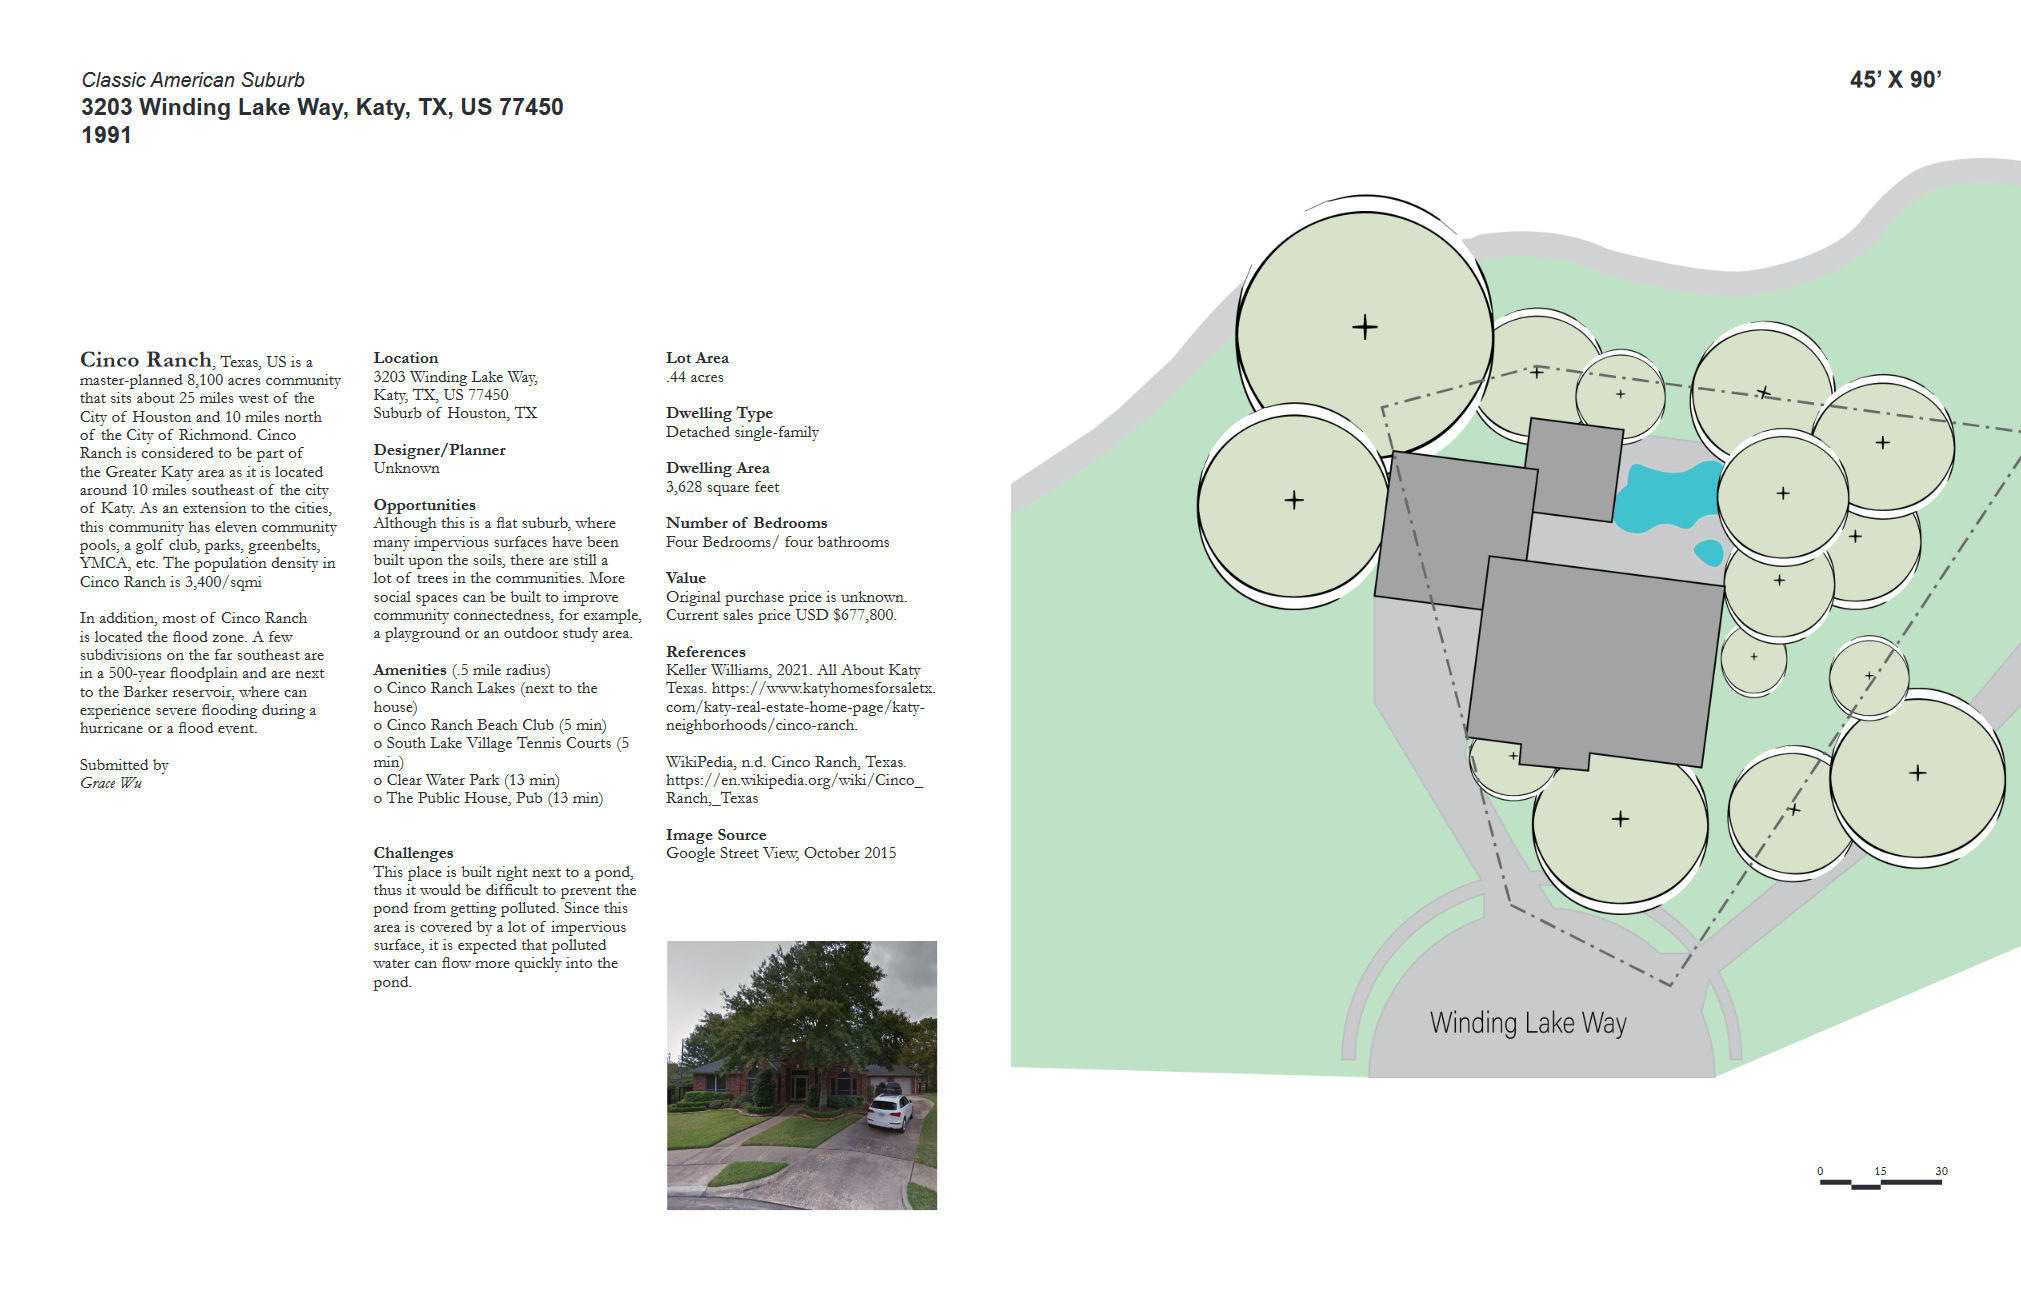 Classic American Suburb
3203 Winding Lake Way, Katy, TX, US 77450
1991
45’ X 90’
Cinco Ranch, Texas, US is a
master-planned 8,100 acres community
that sits about 25 miles west of the
City of Houston and 10 miles north
of the City of Richmond. Cinco
Ranch is considered to be part of
the Greater Katy area as it is located
around 10 miles southeast of the city
of Katy. As an extension to the cities,
this community has eleven community
pools, a golf club, parks, greenbelts,
YMCA, etc. The population density in
Cinco Ranch is 3,400/sqmi
In addition, most of Cinco Ranch
is located the flood zone. A few
subdivisions on the far southeast are
in a 500-year floodplain and are next
to the Barker reservoir, where can
experience severe flooding during a
hurricane or a flood event.
Submitted by
Grace Wu
Location
3203 Winding Lake Way,
Katy, TX, US 77450
Suburb of Houston, TX
Designer/Planner
Unknown
Opportunities
Although this is a flat suburb, where
many impervious surfaces have been
built upon the soils, there are still a
lot of trees in the communities. More
social spaces can be built to improve
community connectedness, for example,
a playground or an outdoor study area.
Amenities (.5 mile radius)
o Cinco Ranch Lakes (next to the
house)
o Cinco Ranch Beach Club (5 min)
o South Lake Village Tennis Courts (5
min)
o Clear Water Park (13 min)
o The Public House, Pub (13 min)
Challenges
This place is built right next to a pond,
thus it would be difficult to prevent the
pond from getting polluted. Since this
area is covered by a lot of impervious
surface, it is expected that polluted
water can flow more quickly into the
pond.
Lot Area
.44 acres
Dwelling Type
Detached single-family
Dwelling Area
3,628 square feet
Number of Bedrooms
Four Bedrooms/ four bathrooms
Value
Original purchase price is unknown.
Current sales price USD $677,800.
References
Keller Williams, 2021. All About Katy
Texas. https://www.katyhomesforsaletx.
com/katy-real-estate-home-page/katy-
neighborhoods/cinco-ranch.
WikiPedia, n.d. Cinco Ranch, Texas.
https://en.wikipedia.org/wiki/Cinco_
Ranch,_Texas
Image Source
Google Street View, October 2015
Winding Lake Way
0 15 30